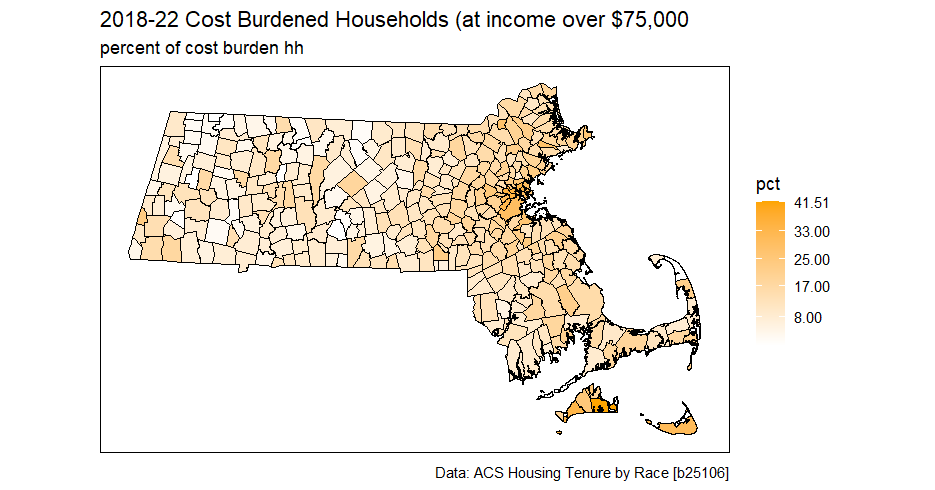 2018-22 Cost Burdened Households (at income over $75,000
percent of cost burden hh
pct
41.51
33.00
25.00
17.00
8.00
Data: ACS Housing Tenure by Race [b25106]